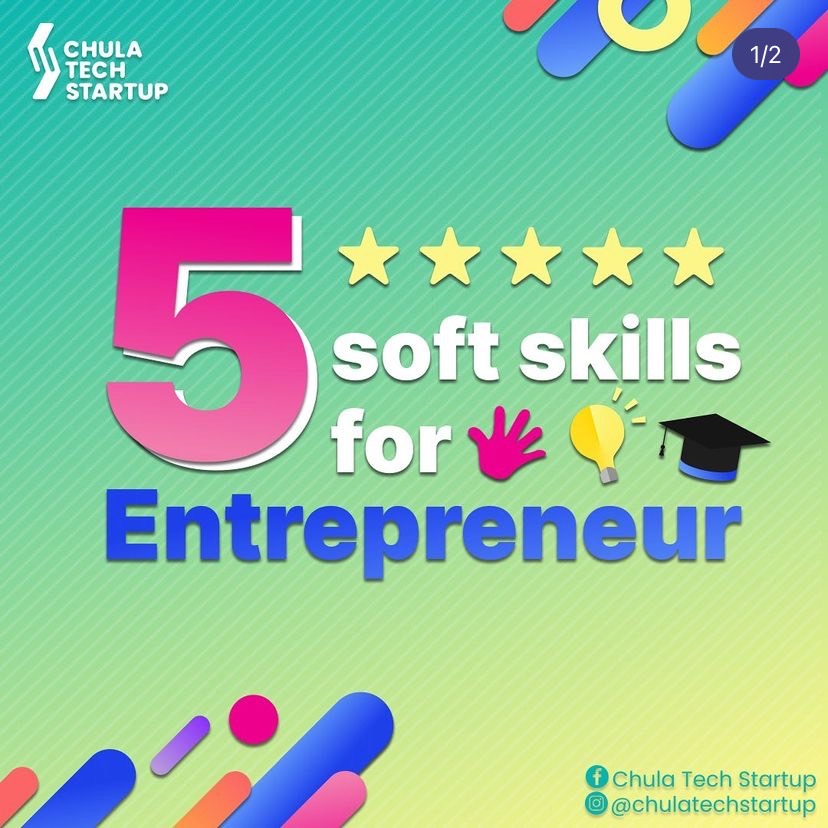 CHULA
TECH
STARTUP
1/2
5
soft skills
for
Entrepreneur
Chula Tech Startup
@chulatechstartup